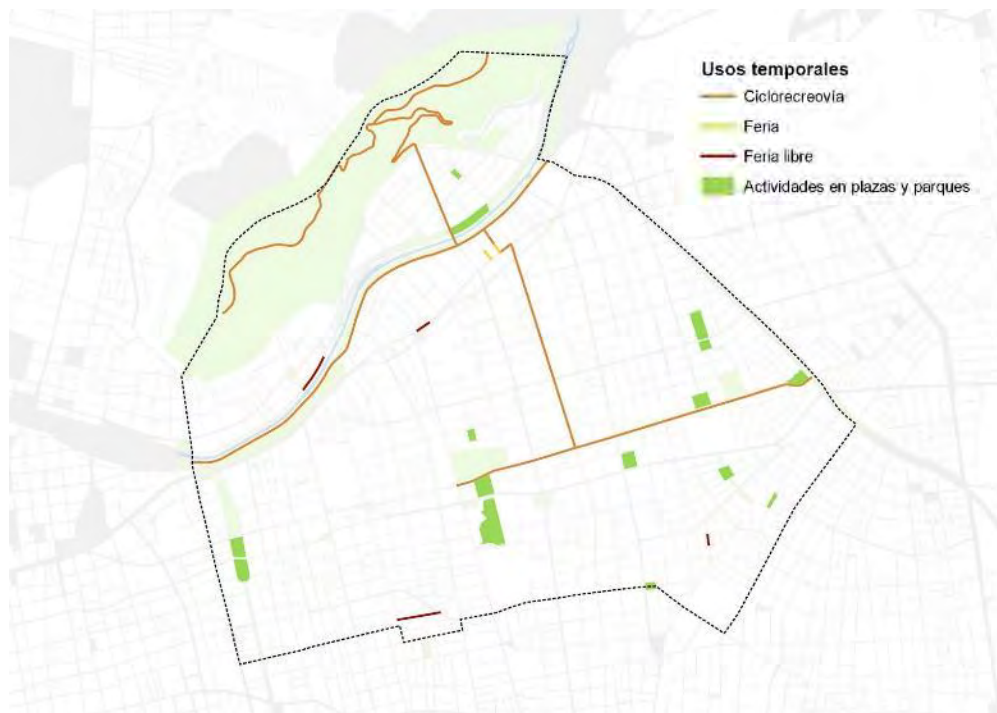 Usos temporales
Ciclorecreovía
Feria
Feria libre
Actividades en plazas y parques